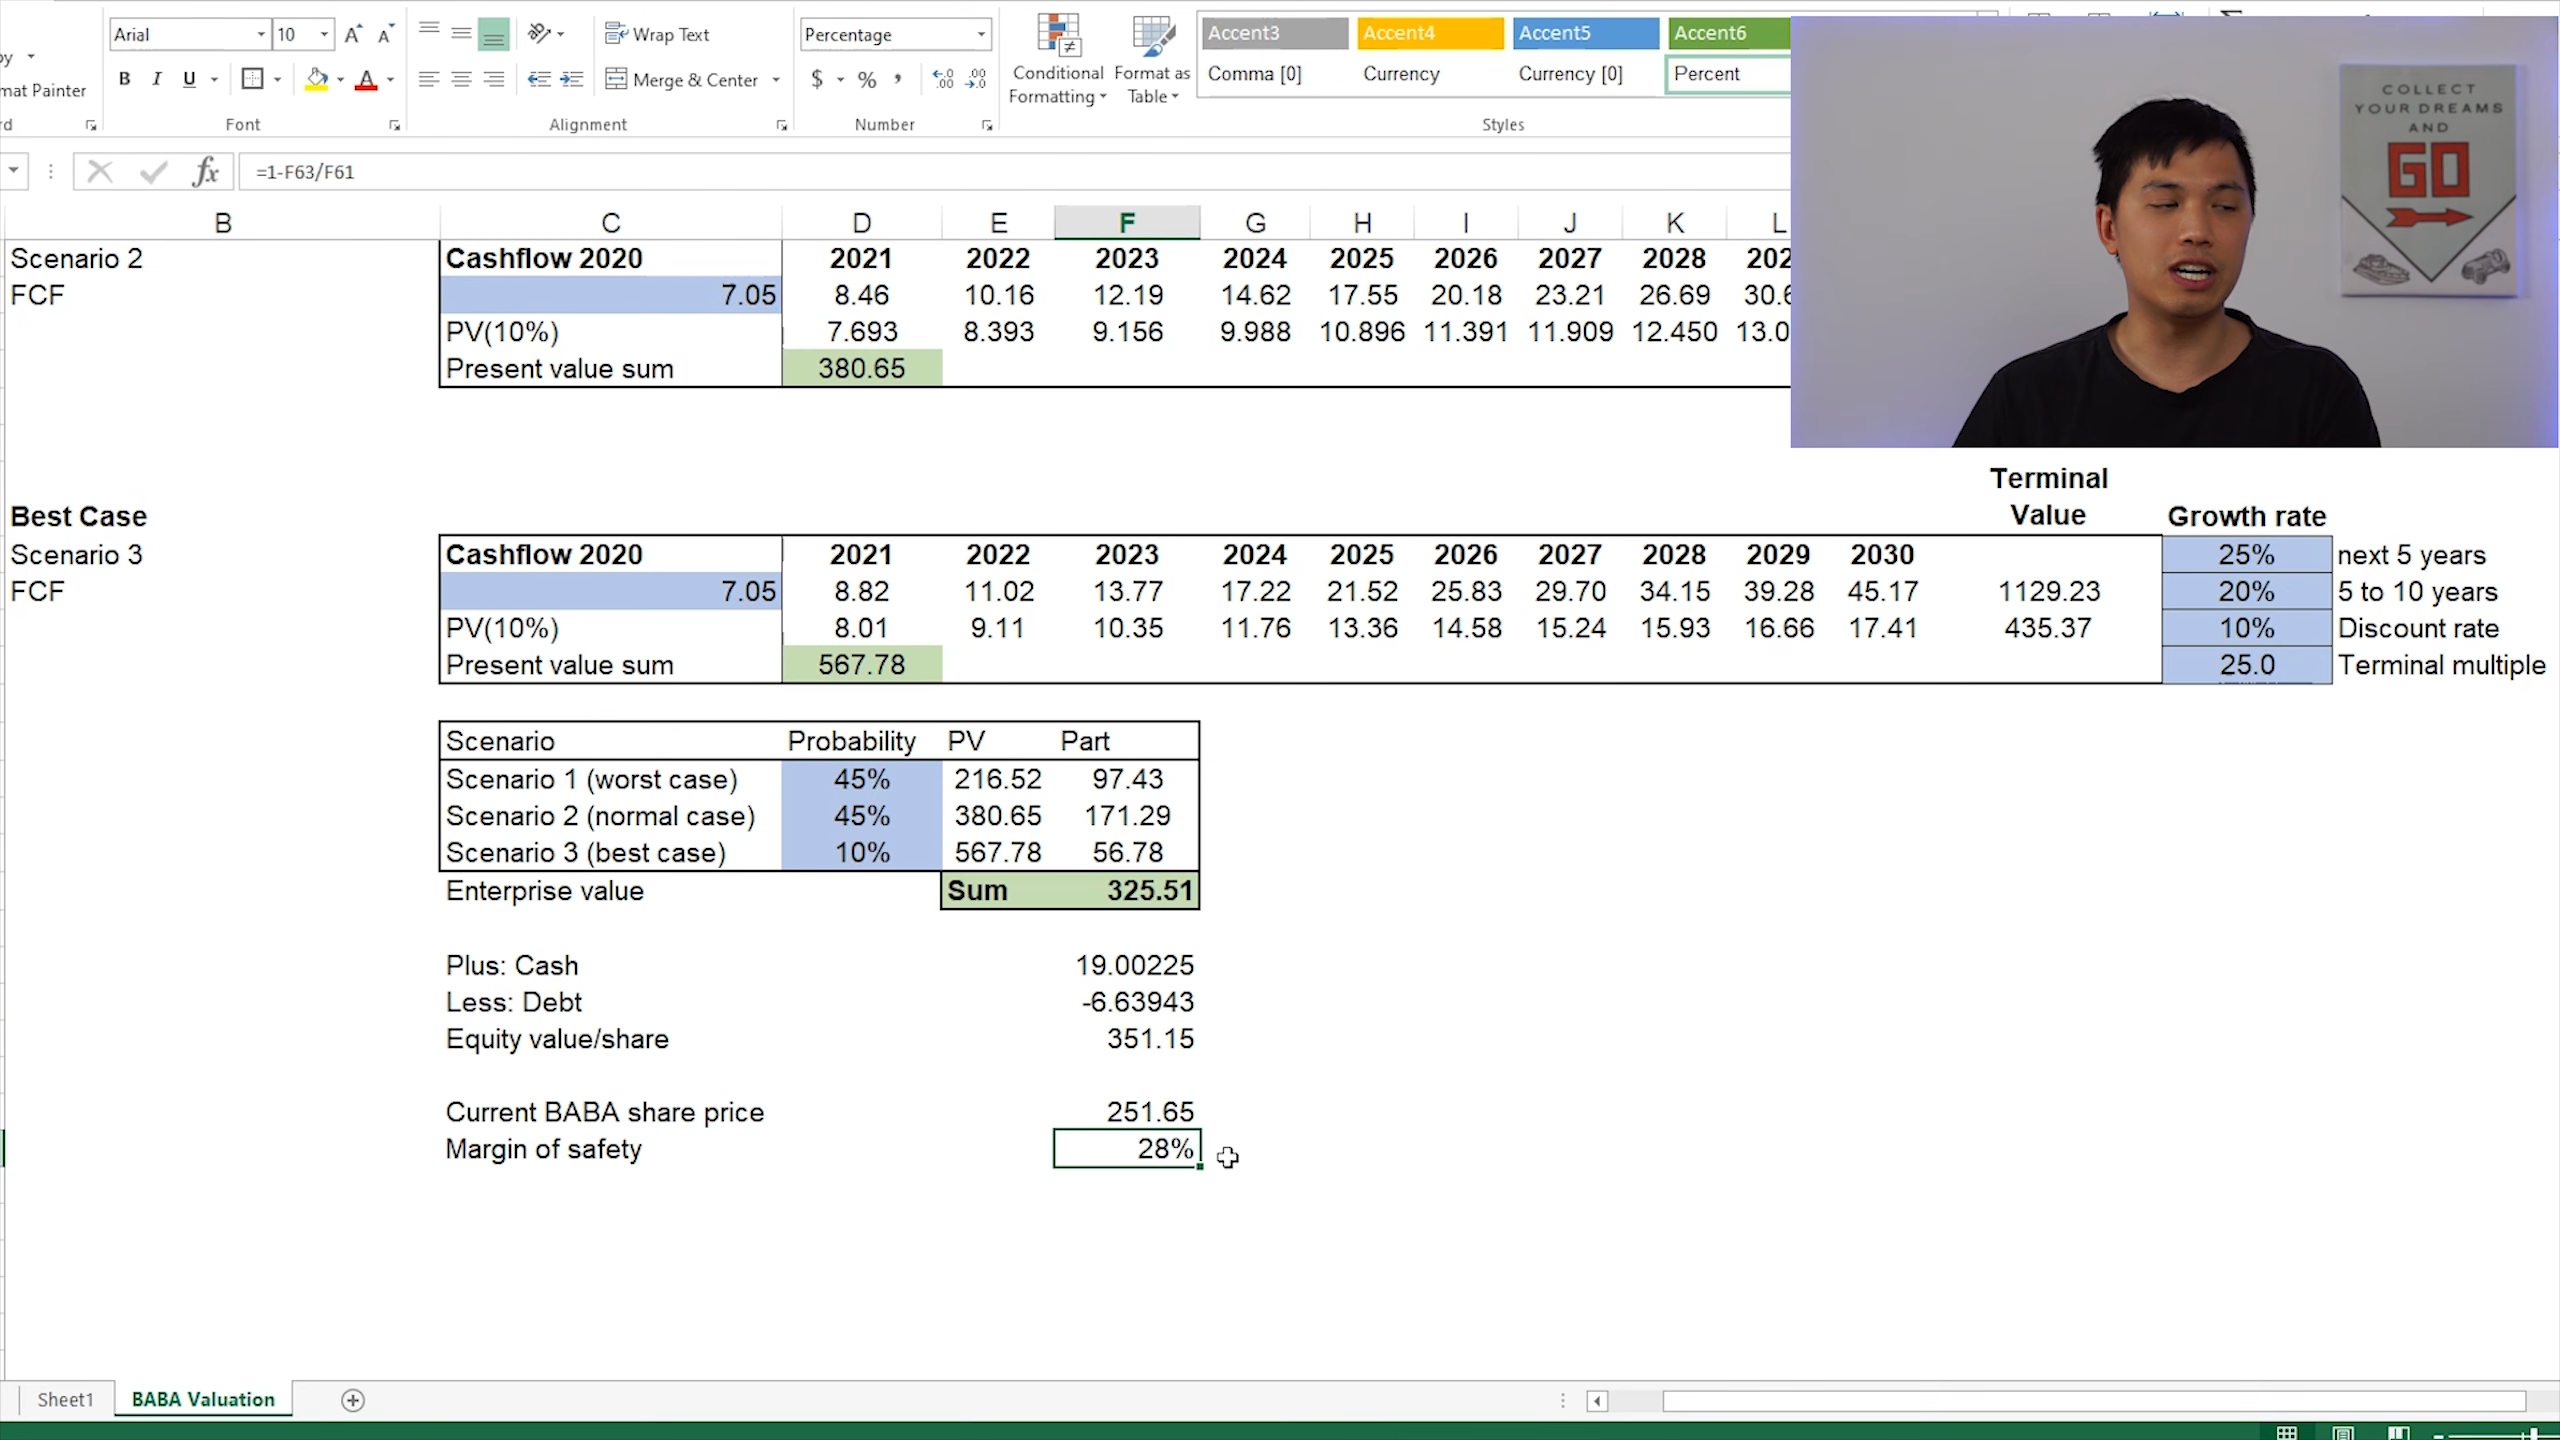 Arial 10 Wrap Text Percentage Accent3 Accent4 Accent5 Accent6
Conditional Formatting Format as Table Comma [0] Currency Currency [0] Percent
mat Painter B I U Merge & Center $ % ,
Font Alignment Number Styles
fx =1-F63/F61
COLLECT
YOUR DREAMS
AND
GO
B C D E F G H I J K L
Scenario 2 Cashflow 2020 2021 2022 2023 2024 2025 2026 2027 2028
FCF 7.05 8.46 10.16 12.19 14.62 17.55 20.18 23.21 26.69
PV(10%) 7.693 8.393 9.156 9.988 10.896 11.391 11.909 12.450
Present value sum 380.65
Terminal
Best Case Value Growth rate
Scenario 3 Cashflow 2020 2021 2022 2023 2024 2025 2026 2027 2028 2029 2030 25% next 5 years
FCF 7.05 8.82 11.02 13.77 17.22 21.52 25.83 29.70 34.15 39.28 45.17 1129.23 20% 5 to 10 years
PV(10%) 8.01 9.11 10.35 11.76 13.36 14.58 15.24 15.93 16.66 17.41 435.37 10% Discount rate
Present value sum 567.78 25.0 Terminal multiple
Scenario Probability PV Part
Scenario 1 (worst case) 45% 216.52 97.43
Scenario 2 (normal case) 45% 380.65 171.29
Scenario 3 (best case) 10% 567.78 56.78
Enterprise value Sum 325.51
Plus: Cash 19.00225
Less: Debt -6.63943
Equity value/share 351.15
Current BABA share price 251.65
Margin of safety 28%
Sheet1 BABA Valuation